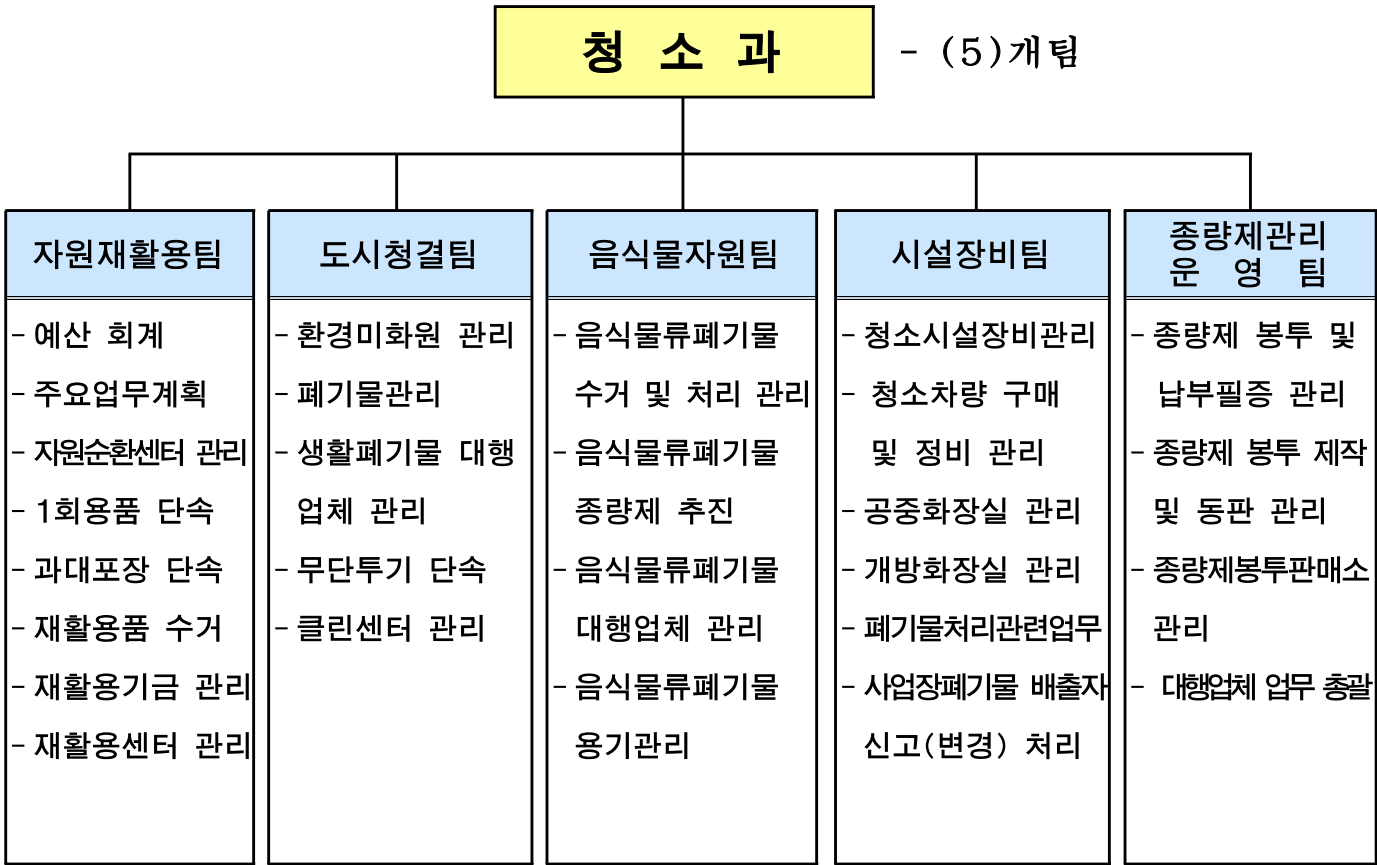 청 소 과
- (5)개팀
자원재활용팀
- 예산 회계
- 주요업무계획
- 자원순환센터 관리
- 1회용품 단속
- 과대포장 단속
- 재활용품 수거
- 재활용기금 관리
- 재활용센터 관리
도시청결팀
- 환경미화원 관리
- 폐기물관리
- 생활폐기물 대행
업체 관리
- 무단투기 단속
- 클린센터 관리
음식물자원팀
- 음식물류폐기물
수거 및 처리 관리
- 음식물류폐기물
종량제 추진
- 음식물류폐기물
대행업체 관리
- 음식물류폐기물
용기관리
시설장비팀
- 청소시설장비관리
- 청소차량 구매
및 정비 관리
- 공중화장실 관리
- 개방화장실 관리
- 폐기물처리관련업무
- 사업장폐기물 배출자
신고(변경) 처리
종량제관리
운 영 팀
- 종량제 봉투 및
납부필증 관리
- 종량제 봉투 제작
및 동판 관리
- 종량제봉투판매소
관리
- 대행업체 업무 총괄